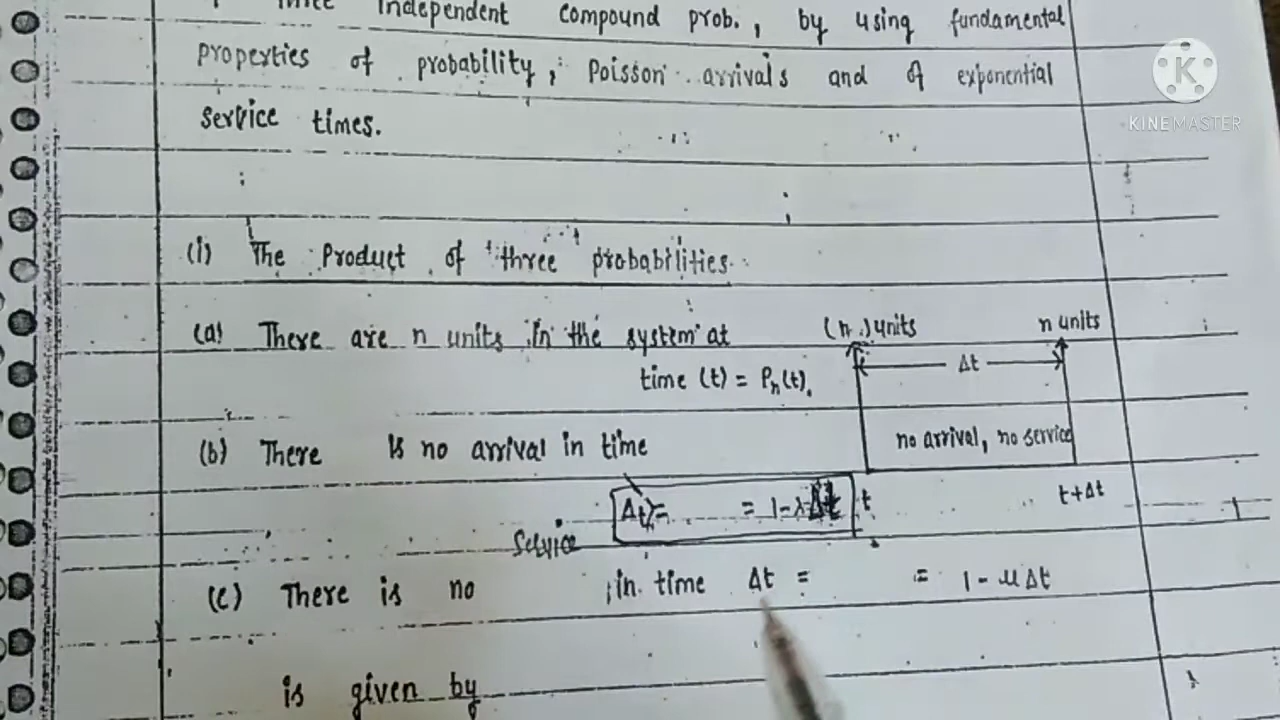 independent compound prob., by using fundamental
properties of probability, Poisson arrivals and of exponential
service times.
KINEMASTER
(i) The Product of three probabilities.
(a) There are n units in the system at
(n) units
n units
Δt
time (t) = Pn(t).
(b) There is no arrival in time
no arrival, no service
Δt = = 1-λΔt
t
t+Δt
Service
(c) There is no in time Δt = = 1-μΔt
is given by